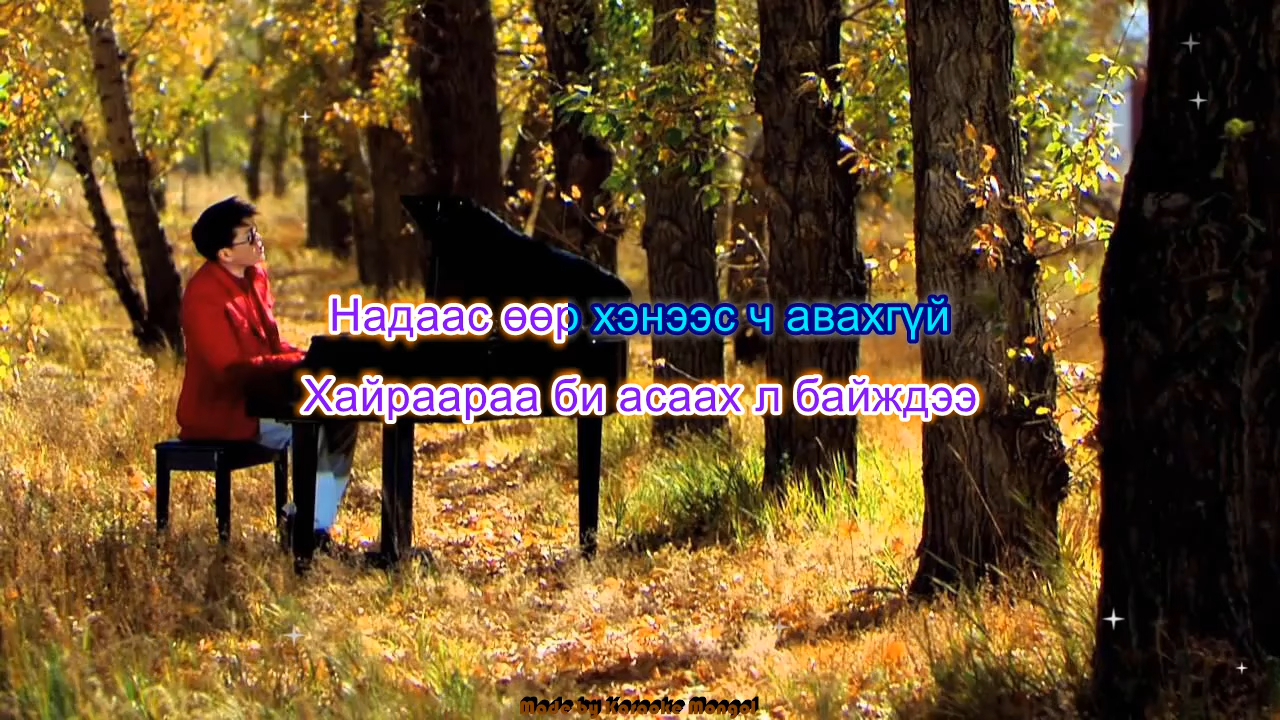 Надаас өөр хэнээс ч авахгүй
Хайраараа би асаах л байждээ
Made by Karaoke Mongol